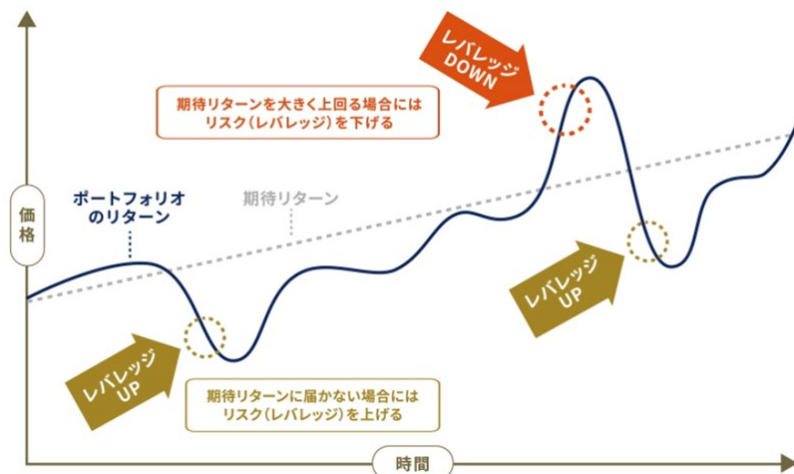 レバレッジ
DOWN
期待リターンを大きく上回る場合には
リスク（レバレッジ）を下げる
ポートフォリオ
のリターン
期待リターン
価格
レバレッジ
UP
レバレッジ
UP
期待リターンに届かない場合には
リスク（レバレッジ）を上げる
時間